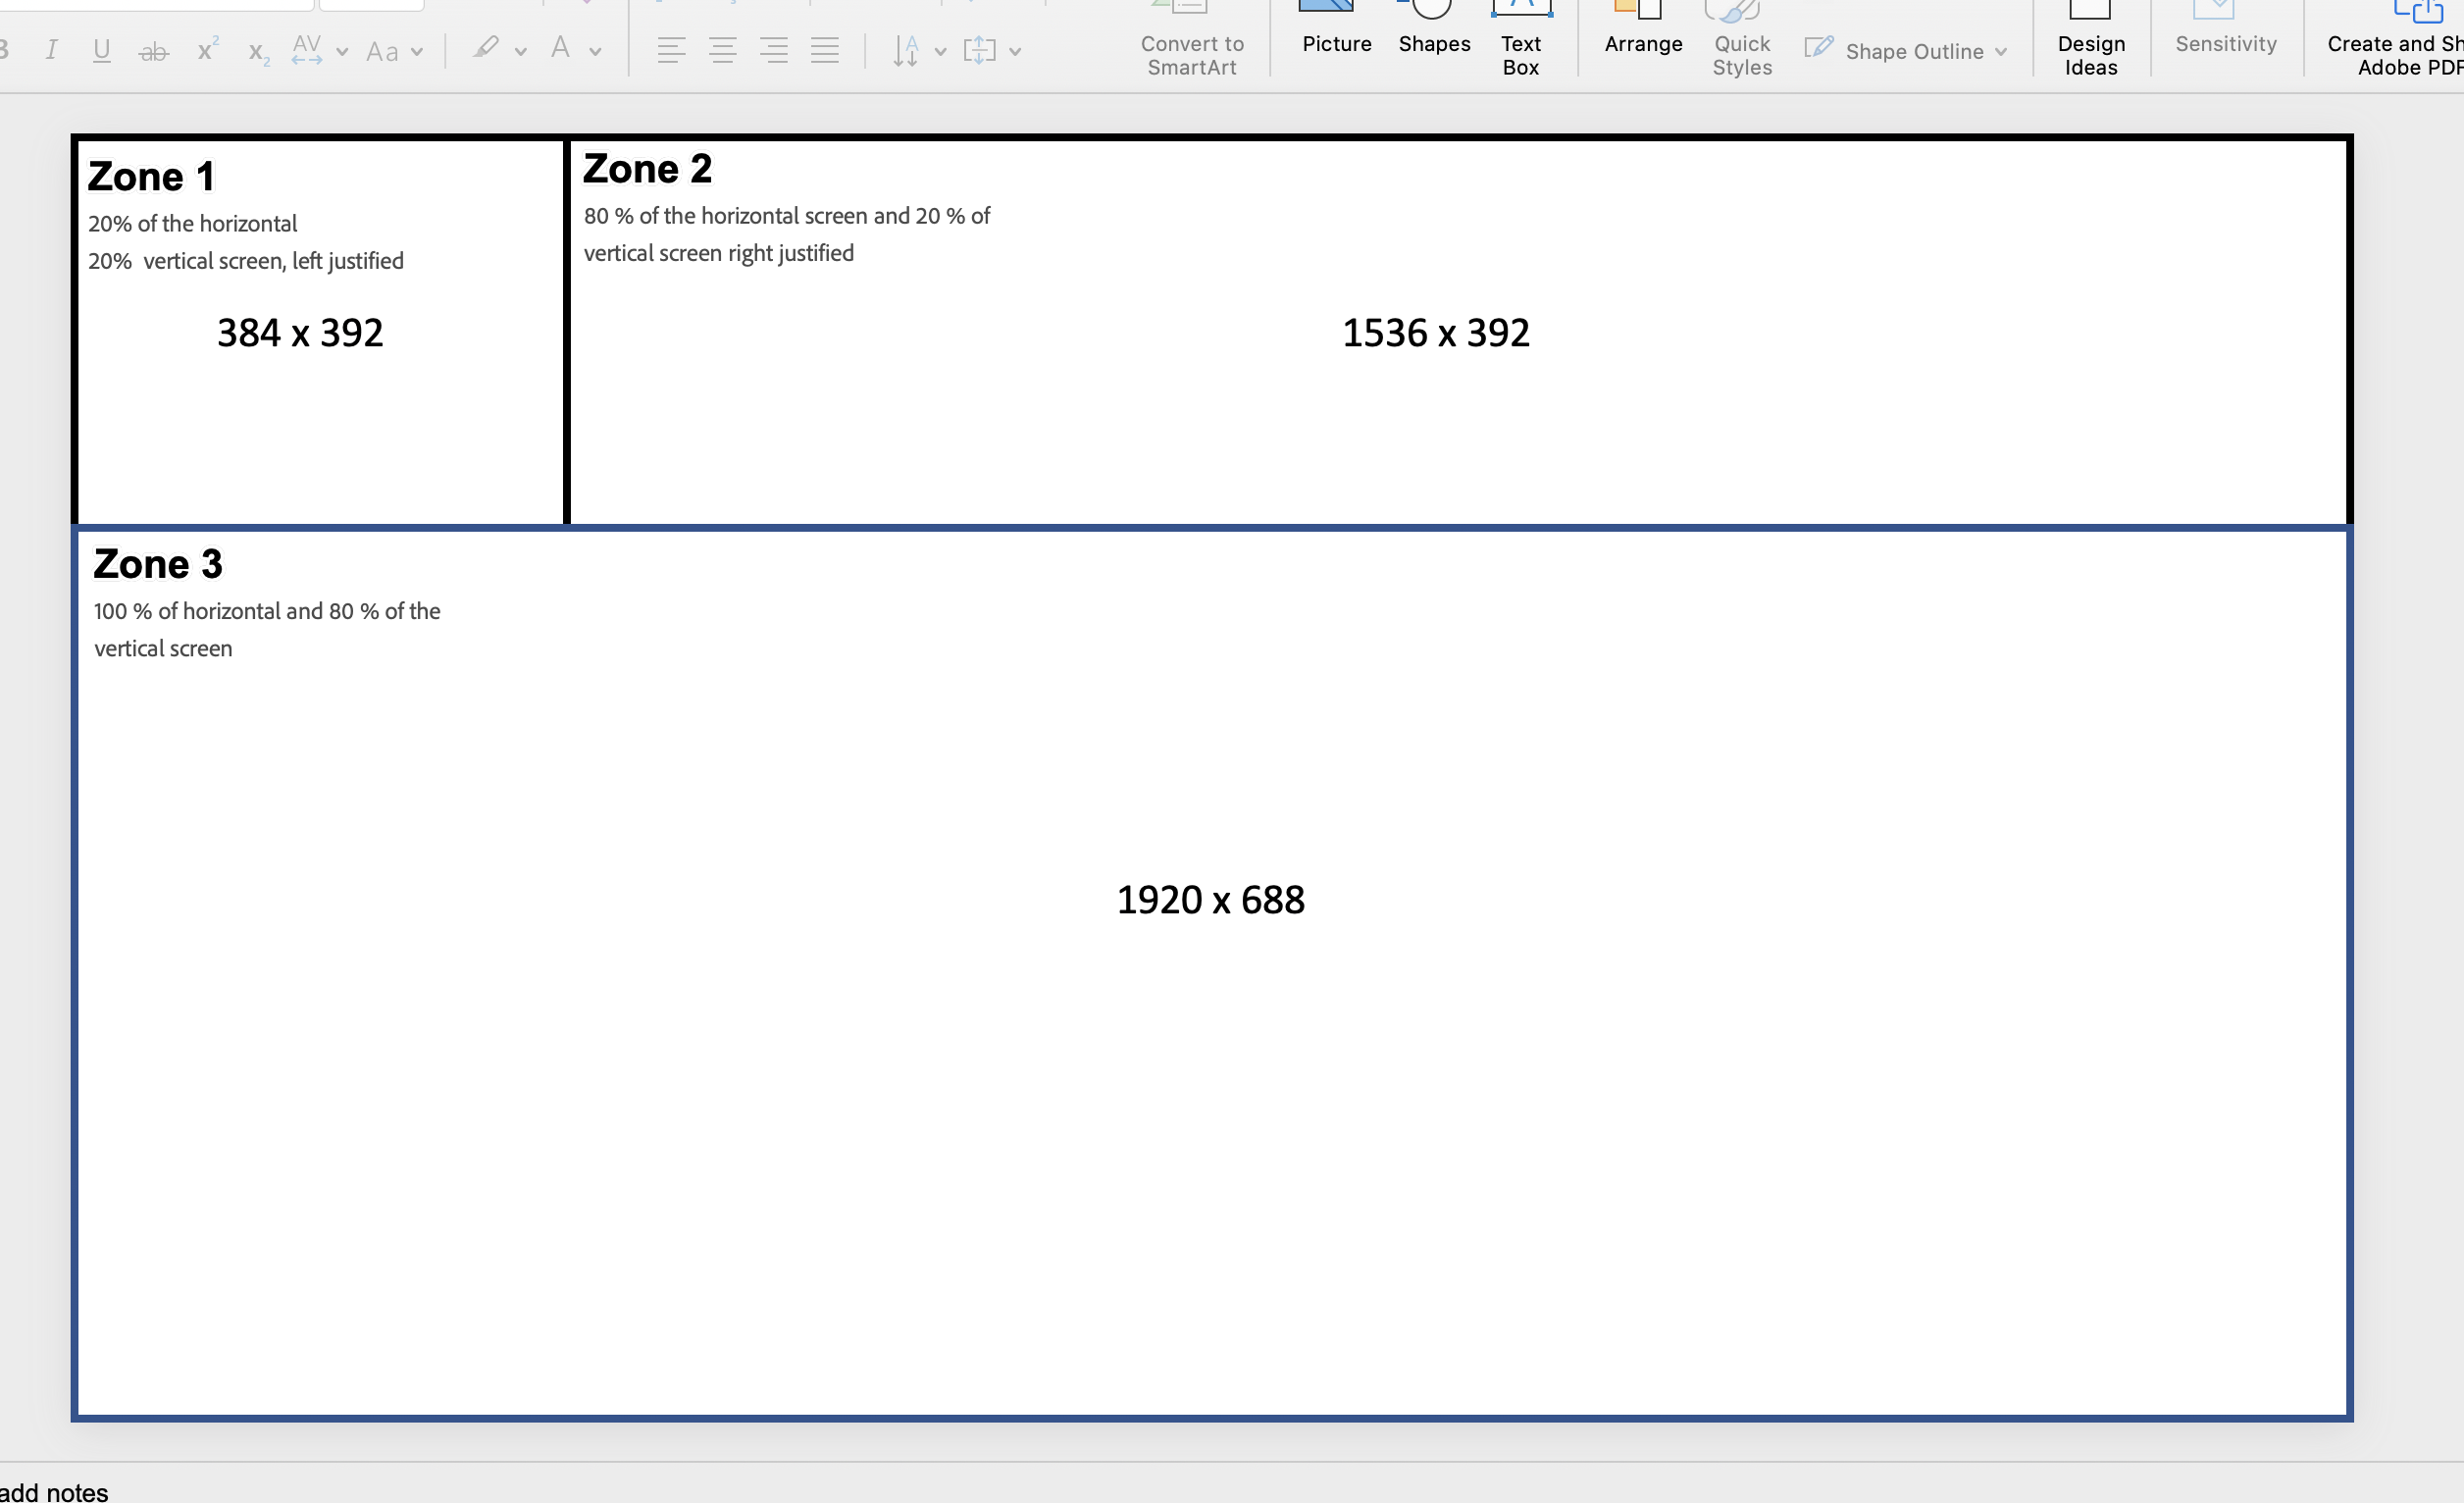 B I U ab x2 x2 AV Aa A A
Convert to
SmartArt
Picture
Shapes
Text
Box
Arrange
Quick
Styles
Shape Outline
Design
Ideas
Sensitivity
Create and Sh
Adobe PDF
Zone 1
20% of the horizontal
20%  vertical screen, left justified
384 x 392
Zone 2
80 % of the horizontal screen and 20 % of
vertical screen right justified
1536 x 392
Zone 3
100 % of horizontal and 80 % of the
vertical screen
1920 x 688
add notes